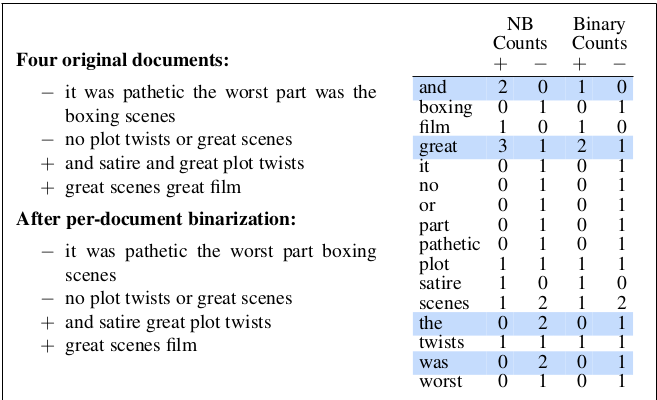 Four original documents:
− it was pathetic the worst part was the
boxing scenes
− no plot twists or great scenes
+ and satire and great plot twists
+ great scenes great film
After per-document binarization:
− it was pathetic the worst part boxing
scenes
− no plot twists or great scenes
+ and satire great plot twists
+ great scenes film
NB Binary
Counts Counts
+ − + −
and 2 0 1 0
boxing 0 1 0 1
film 1 0 1 0
great 3 1 2 1
it 0 1 0 1
no 0 1 0 1
or 0 1 0 1
part 0 1 0 1
pathetic 0 1 0 1
plot 1 1 1 1
satire 1 0 1 0
scenes 1 2 1 2
the 0 2 0 1
twists 1 1 1 1
was 0 2 0 1
worst 0 1 0 1